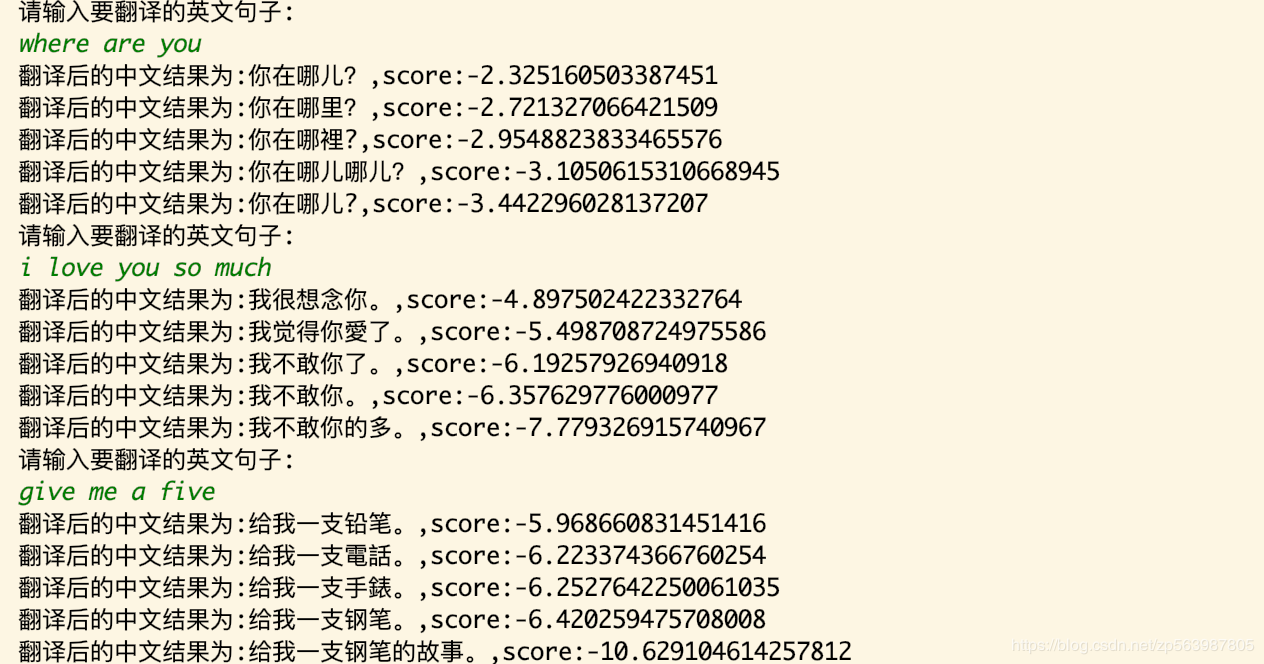 请输入要翻译的英文句子:
where are you
翻译后的中文结果为:你在哪儿？,score:-2.325160503387451
翻译后的中文结果为:你在哪里？,score:-2.721327066421509
翻译后的中文结果为:你在哪裡?,score:-2.9548823833465576
翻译后的中文结果为:你在哪儿哪儿？,score:-3.1050615310668945
翻译后的中文结果为:你在哪儿?,score:-3.442296028137207
请输入要翻译的英文句子:
i love you so much
翻译后的中文结果为:我很想念你。,score:-4.897502422332764
翻译后的中文结果为:我觉得你愛了。,score:-5.498708724975586
翻译后的中文结果为:我不敢你了。,score:-6.19257926940918
翻译后的中文结果为:我不敢你。,score:-6.357629776000977
翻译后的中文结果为:我不敢你的多。,score:-7.779326915740967
请输入要翻译的英文句子:
give me a five
翻译后的中文结果为:给我一支铅笔。,score:-5.968660831451416
翻译后的中文结果为:给我一支電話。,score:-6.223374366760254
翻译后的中文结果为:给我一支手錶。,score:-6.2527642250061035
翻译后的中文结果为:给我一支钢笔。,score:-6.420259475708008
翻译后的中文结果为:给我一支钢笔的故事。,score:-10.629104614257812
https://blog.csdn.net/zp563987805